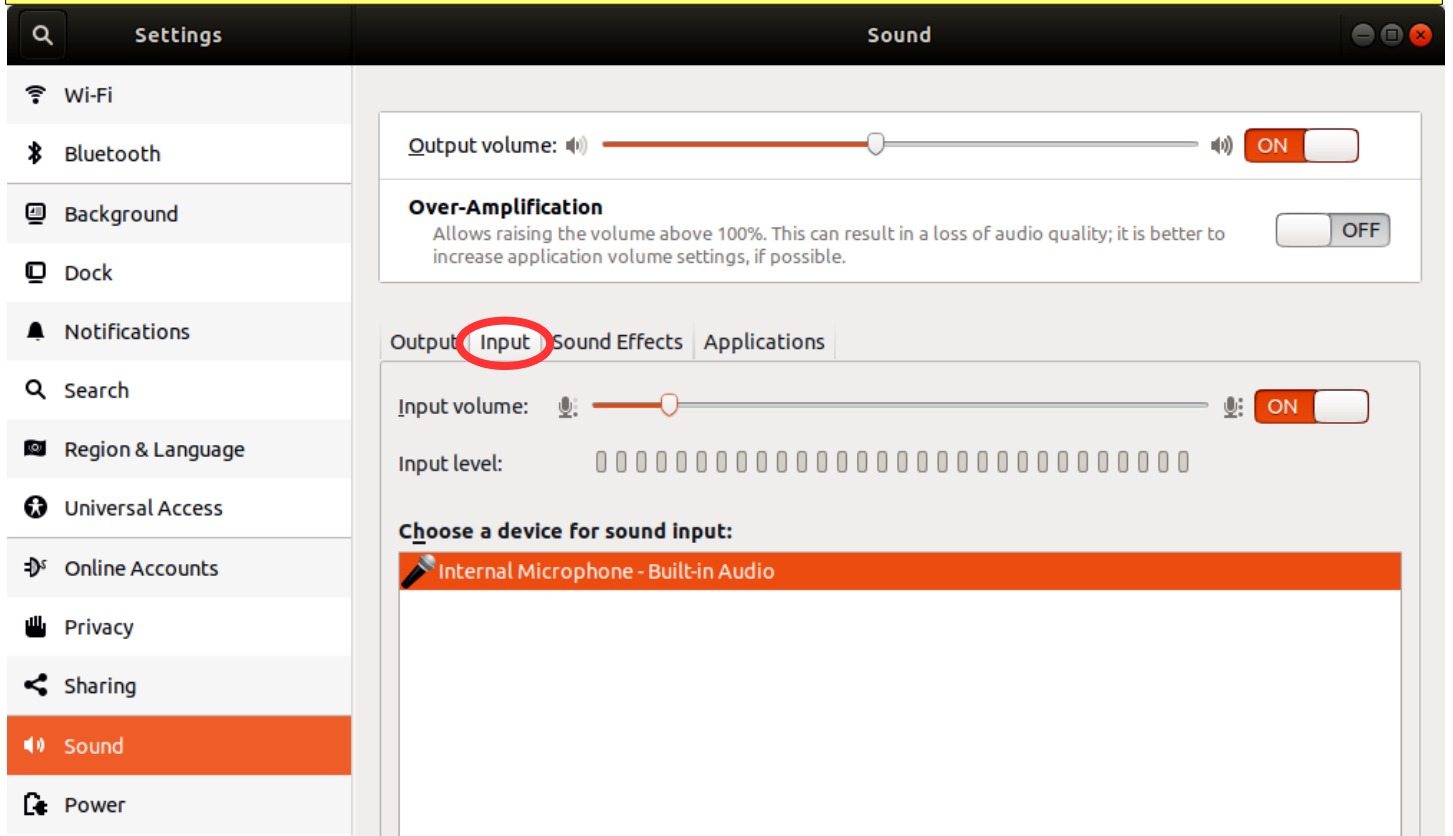 Settings
Sound
Wi-Fi
Bluetooth
Background
Dock
Notifications
Search
Region & Language
Universal Access
Online Accounts
Privacy
Sharing
Sound
Power
Output volume:
ON
Over-Amplification
Allows raising the volume above 100%. This can result in a loss of audio quality; it is better to
increase application volume settings, if possible.
OFF
Output Input Sound Effects Applications
Input volume:
ON
Input level:
Choose a device for sound input:
Internal Microphone - Built-in Audio